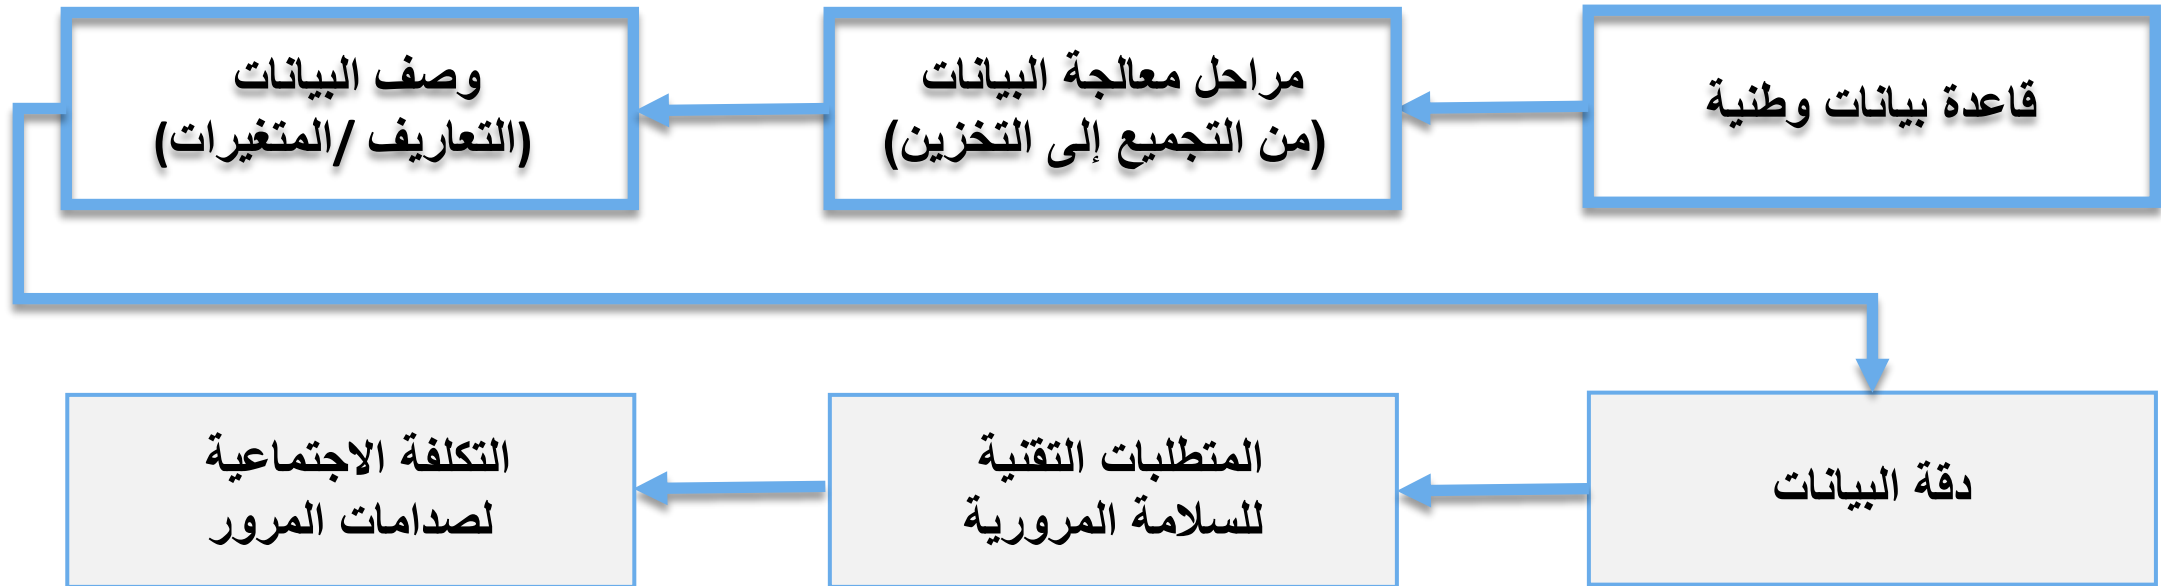 قاعدة بيانات وطنية
مراحل معالجة البيانات
(من التجميع إلى التخزين)
وصف البيانات
(التعاريف /المتغيرات)
دقة البيانات
المتطلبات التقنية
للسلامة المرورية
التكلفة الاجتماعية
لصدامات المرور